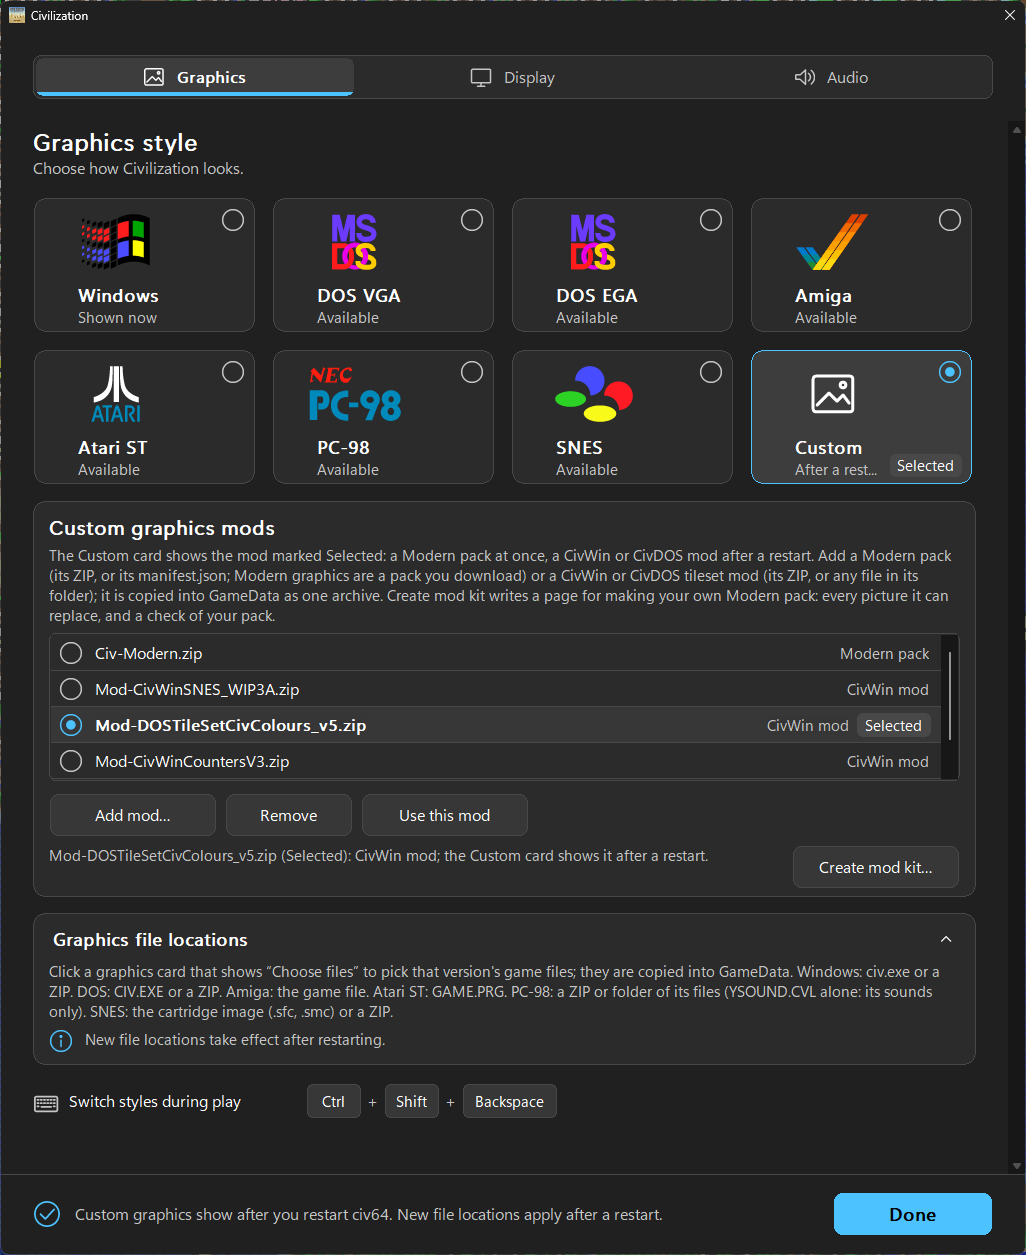 Civilization
Graphics
Display
Audio
Graphics style
Choose how Civilization looks.
MS
DOS
MS
DOS
Windows
Shown now
DOS VGA
Available
DOS EGA
Available
Amiga
Available
ATARI
NEC
PC-98
Atari ST
Available
PC-98
Available
SNES
Available
Custom
After a rest...
Selected
Custom graphics mods
The Custom card shows the mod marked Selected: a Modern pack at once, a CivWin or CivDOS mod after a restart. Add a Modern pack
(its ZIP, or its manifest.json; Modern graphics are a pack you download) or a CivWin or CivDOS tileset mod (its ZIP, or any file in its
folder); it is copied into GameData as one archive. Create mod kit writes a page for making your own Modern pack: every picture it can
replace, and a check of your pack.
Civ-Modern.zip
Modern pack
Mod-CivWinSNES_WIP3A.zip
CivWin mod
Mod-DOSTileSetCivColours_v5.zip
CivWin mod
Selected
Mod-CivWinCountersV3.zip
CivWin mod
Add mod...
Remove
Use this mod
Mod-DOSTileSetCivColours_v5.zip (Selected): CivWin mod; the Custom card shows it after a restart.
Create mod kit...
Graphics file locations
Click a graphics card that shows “Choose files” to pick that version's game files; they are copied into GameData. Windows: civ.exe or a
ZIP. DOS: CIV.EXE or a ZIP. Amiga: the game file. Atari ST: GAME.PRG. PC-98: a ZIP or folder of its files (YSOUND.CVL alone: its sounds
only). SNES: the cartridge image (.sfc, .smc) or a ZIP.
New file locations take effect after restarting.
Switch styles during play
Ctrl + Shift + Backspace
Custom graphics show after you restart civ64. New file locations apply after a restart.
Done